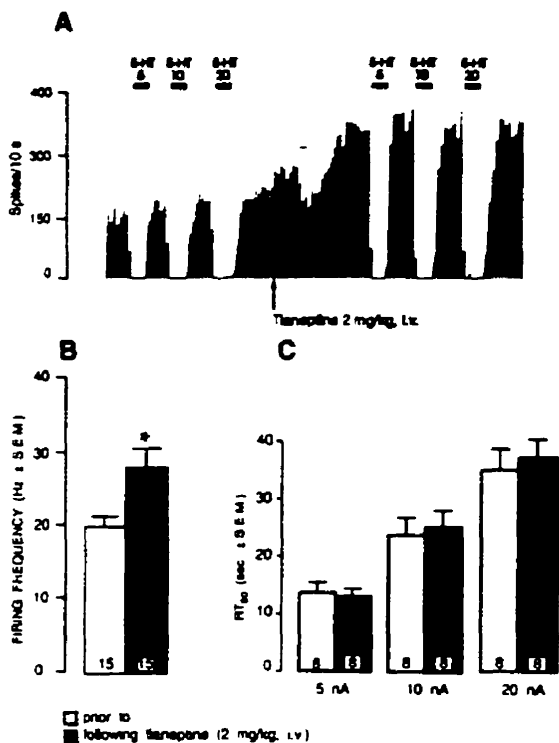 A
5-HT 5-HT 5-HT 5-HT 5-HT 5-HT
5 10 20 5 10 20
400
300
150
0
Spikes/10 s
Tianeptine 2 mg/kg, i.v.
B
40
30
20
10
0
FIRING FREQUENCY (Hz ± SEM)
*
15 15
C
40
30
20
10
0
RT50 (sec ± SEM)
8 8 8 8 8 8
5 nA 10 nA 20 nA
prior to
following tianeptine (2 mg/kg, i.v.)